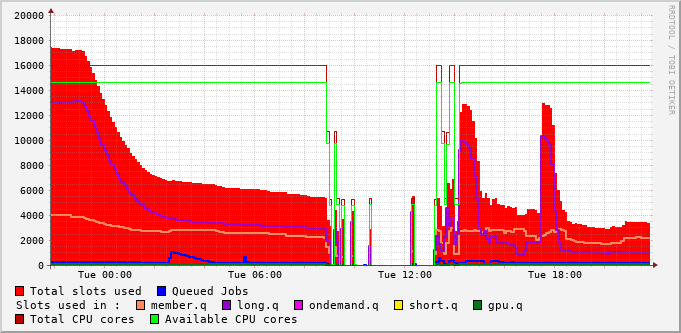 20000
18000
16000
14000
12000
10000
8000
6000
4000
2000
0
Tue 00:00 Tue 06:00 Tue 12:00 Tue 18:00
RRDTOOL / TOBI OETIKER
Total slots used Queued Jobs
Slots used in : member.q long.q ondemand.q short.q gpu.q
Total CPU cores Available CPU cores